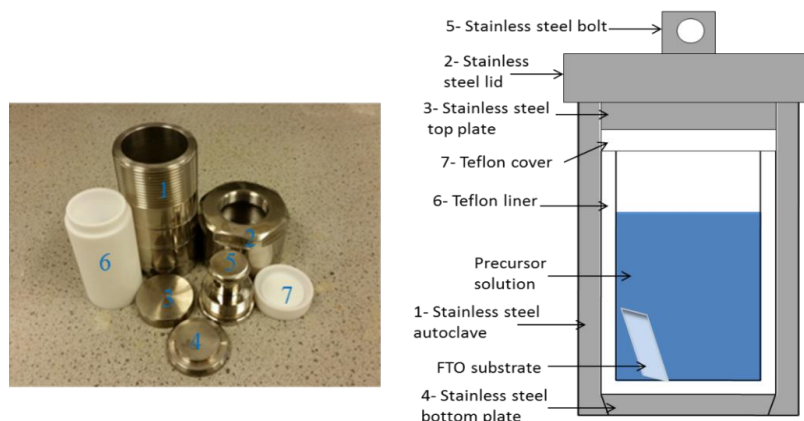 1
2
6
5
3
7
4
5- Stainless steel bolt
2- Stainless
steel lid
3- Stainless steel
top plate
7- Teflon cover
6- Teflon liner
Precursor
solution
1- Stainless steel
autoclave
FTO substrate
4- Stainless steel
bottom plate